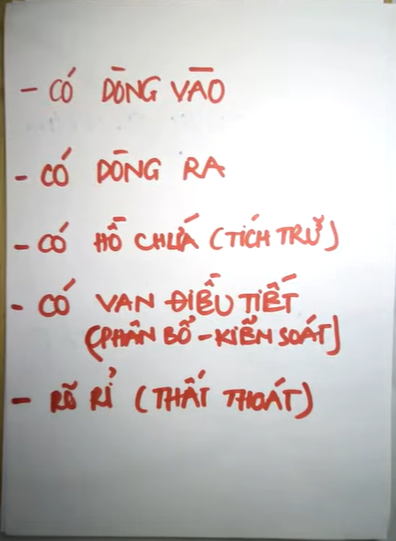 - CÓ DÒNG VÀO
- CÓ DÒNG RA
- CÓ HỒ CHỨA (TÍCH TRỮ)
- CÓ VAN ĐIỀU TIẾT
(PHÂN BỔ - KIỂM SOÁT)
- RÒ RỈ (THẤT THOÁT)